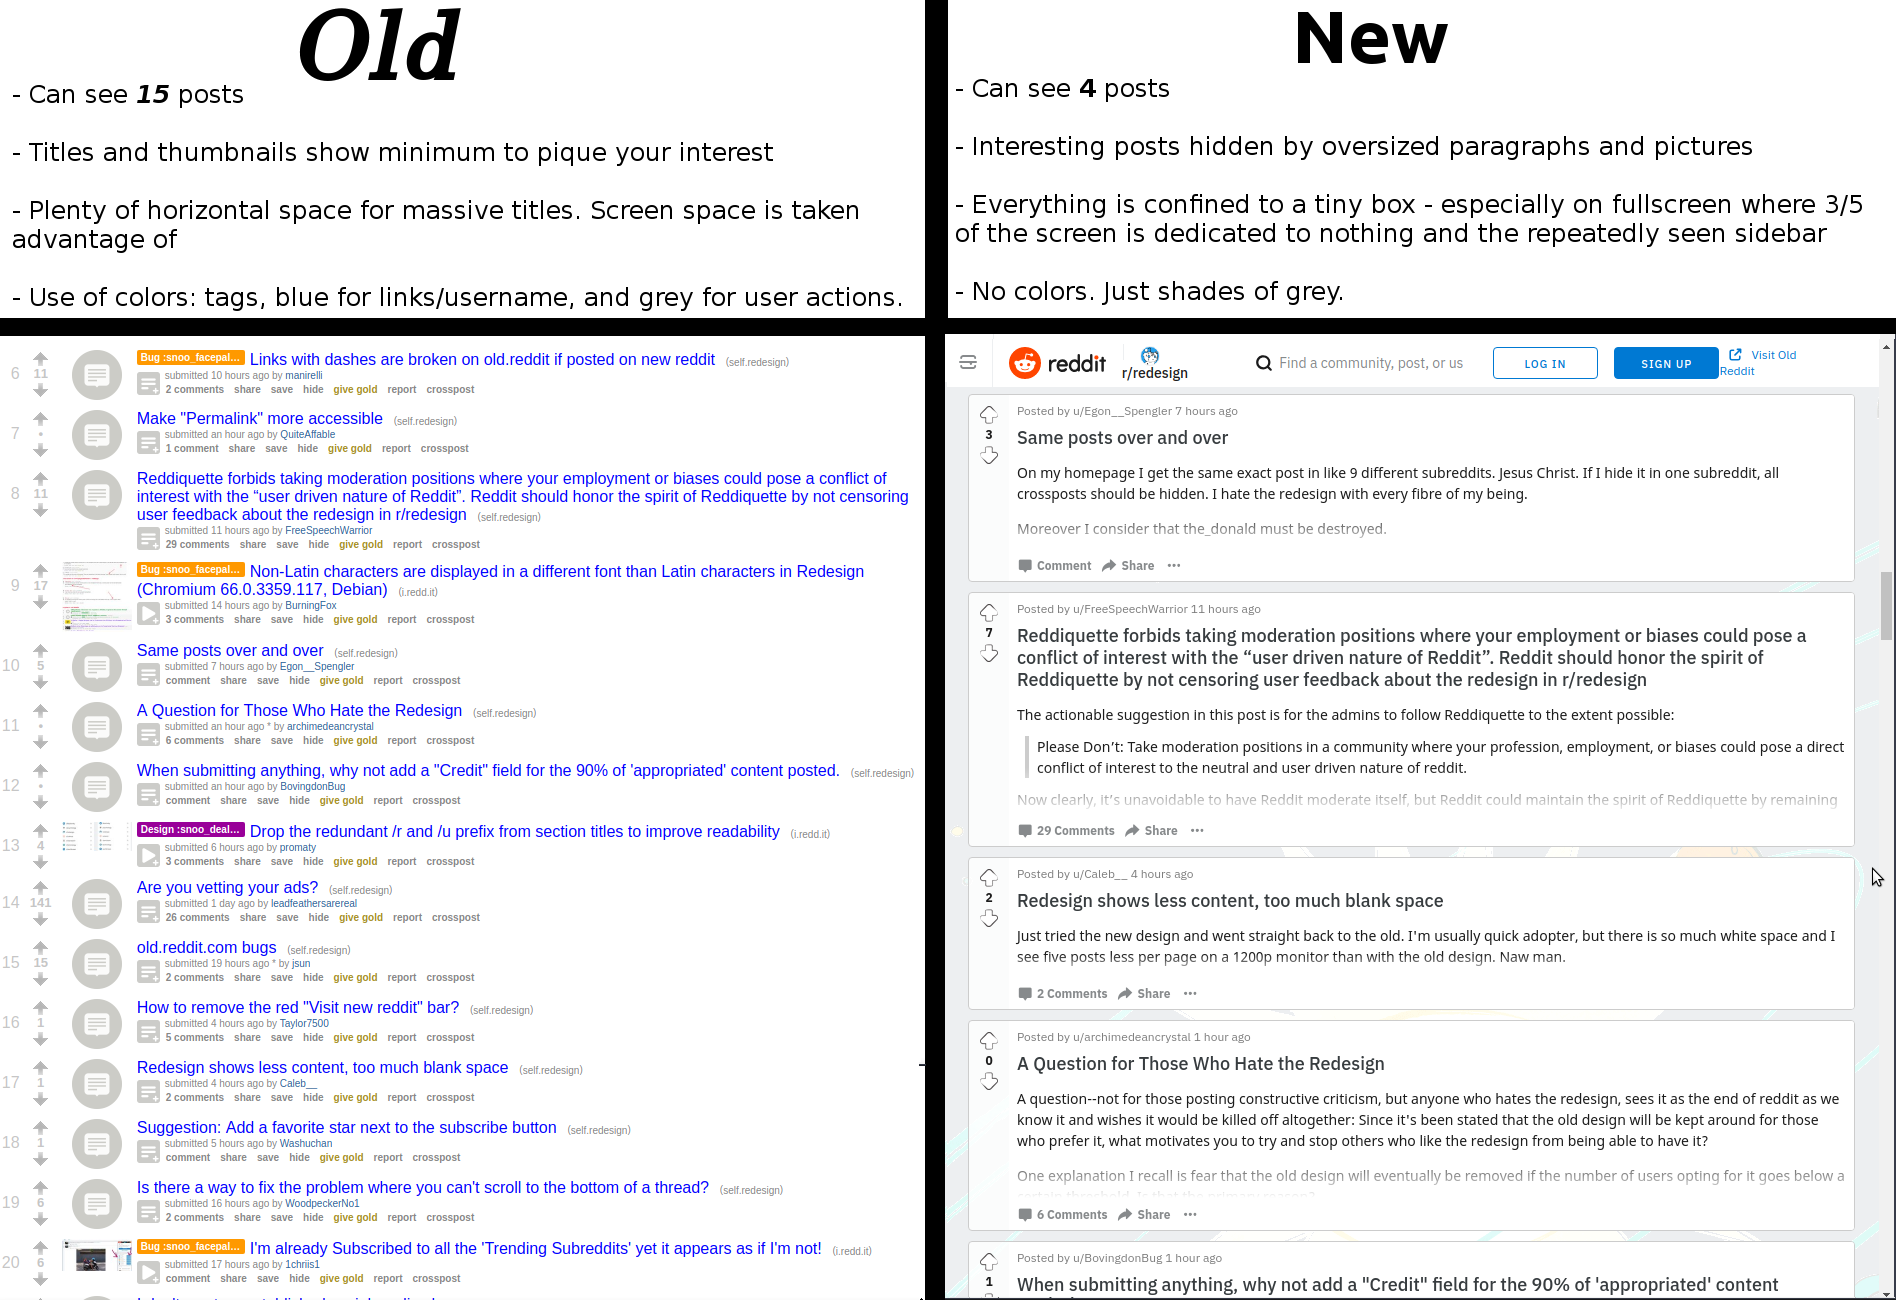 Old
- Can see 15 posts
- Titles and thumbnails show minimum to pique your interest
- Plenty of horizontal space for massive titles. Screen space is taken
advantage of
- Use of colors: tags, blue for links/username, and grey for user actions.
New
- Can see 4 posts
- Interesting posts hidden by oversized paragraphs and pictures
- Everything is confined to a tiny box - especially on fullscreen where 3/5
of the screen is dedicated to nothing and the repeatedly seen sidebar
- No colors. Just shades of grey.
6 11 Bug :snoo_facepal... Links with dashes are broken on old.reddit if posted on new reddit (self.redesign)
submitted 10 hours ago by manirelli
2 comments share save hide give gold report crosspost
7 • Make "Permalink" more accessible (self.redesign)
submitted an hour ago by QuiteAffable
1 comment share save hide give gold report crosspost
8 11 Reddiquette forbids taking moderation positions where your employment or biases could pose a conflict of
interest with the “user driven nature of Reddit”. Reddit should honor the spirit of Reddiquette by not censoring
user feedback about the redesign in r/redesign (self.redesign)
submitted 11 hours ago by FreeSpeechWarrior
29 comments share save hide give gold report crosspost
9 17 Bug :snoo_facepal... Non-Latin characters are displayed in a different font than Latin characters in Redesign
(Chromium 66.0.3359.117, Debian) (i.redd.it)
submitted 14 hours ago by BurningFox
3 comments share save hide give gold report crosspost
10 5 Same posts over and over (self.redesign)
submitted 7 hours ago by Egon__Spengler
comment share save hide give gold report crosspost
11 • A Question for Those Who Hate the Redesign (self.redesign)
submitted an hour ago * by archimedeancrystal
6 comments share save hide give gold report crosspost
12 • When submitting anything, why not add a "Credit" field for the 90% of 'appropriated' content posted. (self.redesign)
submitted an hour ago by BovingdonBug
comment share save hide give gold report crosspost
13 4 Design :snoo_deal... Drop the redundant /r and /u prefix from section titles to improve readability (i.redd.it)
submitted 6 hours ago by promaty
3 comments share save hide give gold report crosspost
14 141 Are you vetting your ads? (self.redesign)
submitted 1 day ago by leadfeathersarereal
26 comments share save hide give gold report crosspost
15 15 old.reddit.com bugs (self.redesign)
submitted 19 hours ago * by jsun
2 comments share save hide give gold report crosspost
16 1 How to remove the red "Visit new reddit" bar? (self.redesign)
submitted 4 hours ago by Taylor7500
5 comments share save hide give gold report crosspost
17 1 Redesign shows less content, too much blank space (self.redesign)
submitted 4 hours ago by Caleb__
2 comments share save hide give gold report crosspost
18 1 Suggestion: Add a favorite star next to the subscribe button (self.redesign)
submitted 5 hours ago by Washuchan
comment share save hide give gold report crosspost
19 6 Is there a way to fix the problem where you can't scroll to the bottom of a thread? (self.redesign)
submitted 16 hours ago by WoodpeckerNo1
2 comments share save hide give gold report crosspost
20 6 Bug :snoo_facepal... I'm already Subscribed to all the 'Trending Subreddits' yet it appears as if I'm not! (i.redd.it)
submitted 17 hours ago by 1chriis1
comment share save hide give gold report crosspost
reddit r/redesign Find a community, post, or us LOG IN SIGN UP Visit Old
Reddit
Posted by u/Egon__Spengler 7 hours ago
3 Same posts over and over
On my homepage I get the same exact post in like 9 different subreddits. Jesus Christ. If I hide it in one subreddit, all
crossposts should be hidden. I hate the redesign with every fibre of my being.
Moreover I consider that the_donald must be destroyed.
Comment Share ...
Posted by u/FreeSpeechWarrior 11 hours ago
7 Reddiquette forbids taking moderation positions where your employment or biases could pose a
conflict of interest with the “user driven nature of Reddit”. Reddit should honor the spirit of
Reddiquette by not censoring user feedback about the redesign in r/redesign
The actionable suggestion in this post is for the admins to follow Reddiquette to the extent possible:
Please Don’t: Take moderation positions in a community where your profession, employment, or biases could pose a direct
conflict of interest to the neutral and user driven nature of reddit.
Now clearly, it’s unavoidable to have Reddit moderate itself, but Reddit could maintain the spirit of Reddiquette by remaining
29 Comments Share ...
Posted by u/Caleb__ 4 hours ago
2 Redesign shows less content, too much blank space
Just tried the new design and went straight back to the old. I'm usually quick adopter, but there is so much white space and I
see five posts less per page on a 1200p monitor than with the old design. Naw man.
2 Comments Share ...
Posted by u/archimedeancrystal 1 hour ago
0 A Question for Those Who Hate the Redesign
A question--not for those posting constructive criticism, but anyone who hates the redesign, sees it as the end of reddit as we
know it and wishes it would be killed off altogether: Since it's been stated that the old design will be kept around for those
who prefer it, what motivates you to try and stop others who like the redesign from being able to have it?
One explanation I recall is fear that the old design will eventually be removed if the number of users opting for it goes below a
certain threshold. Is that the primary reason?
6 Comments Share ...
Posted by u/BovingdonBug 1 hour ago
1 When submitting anything, why not add a "Credit" field for the 90% of 'appropriated' content